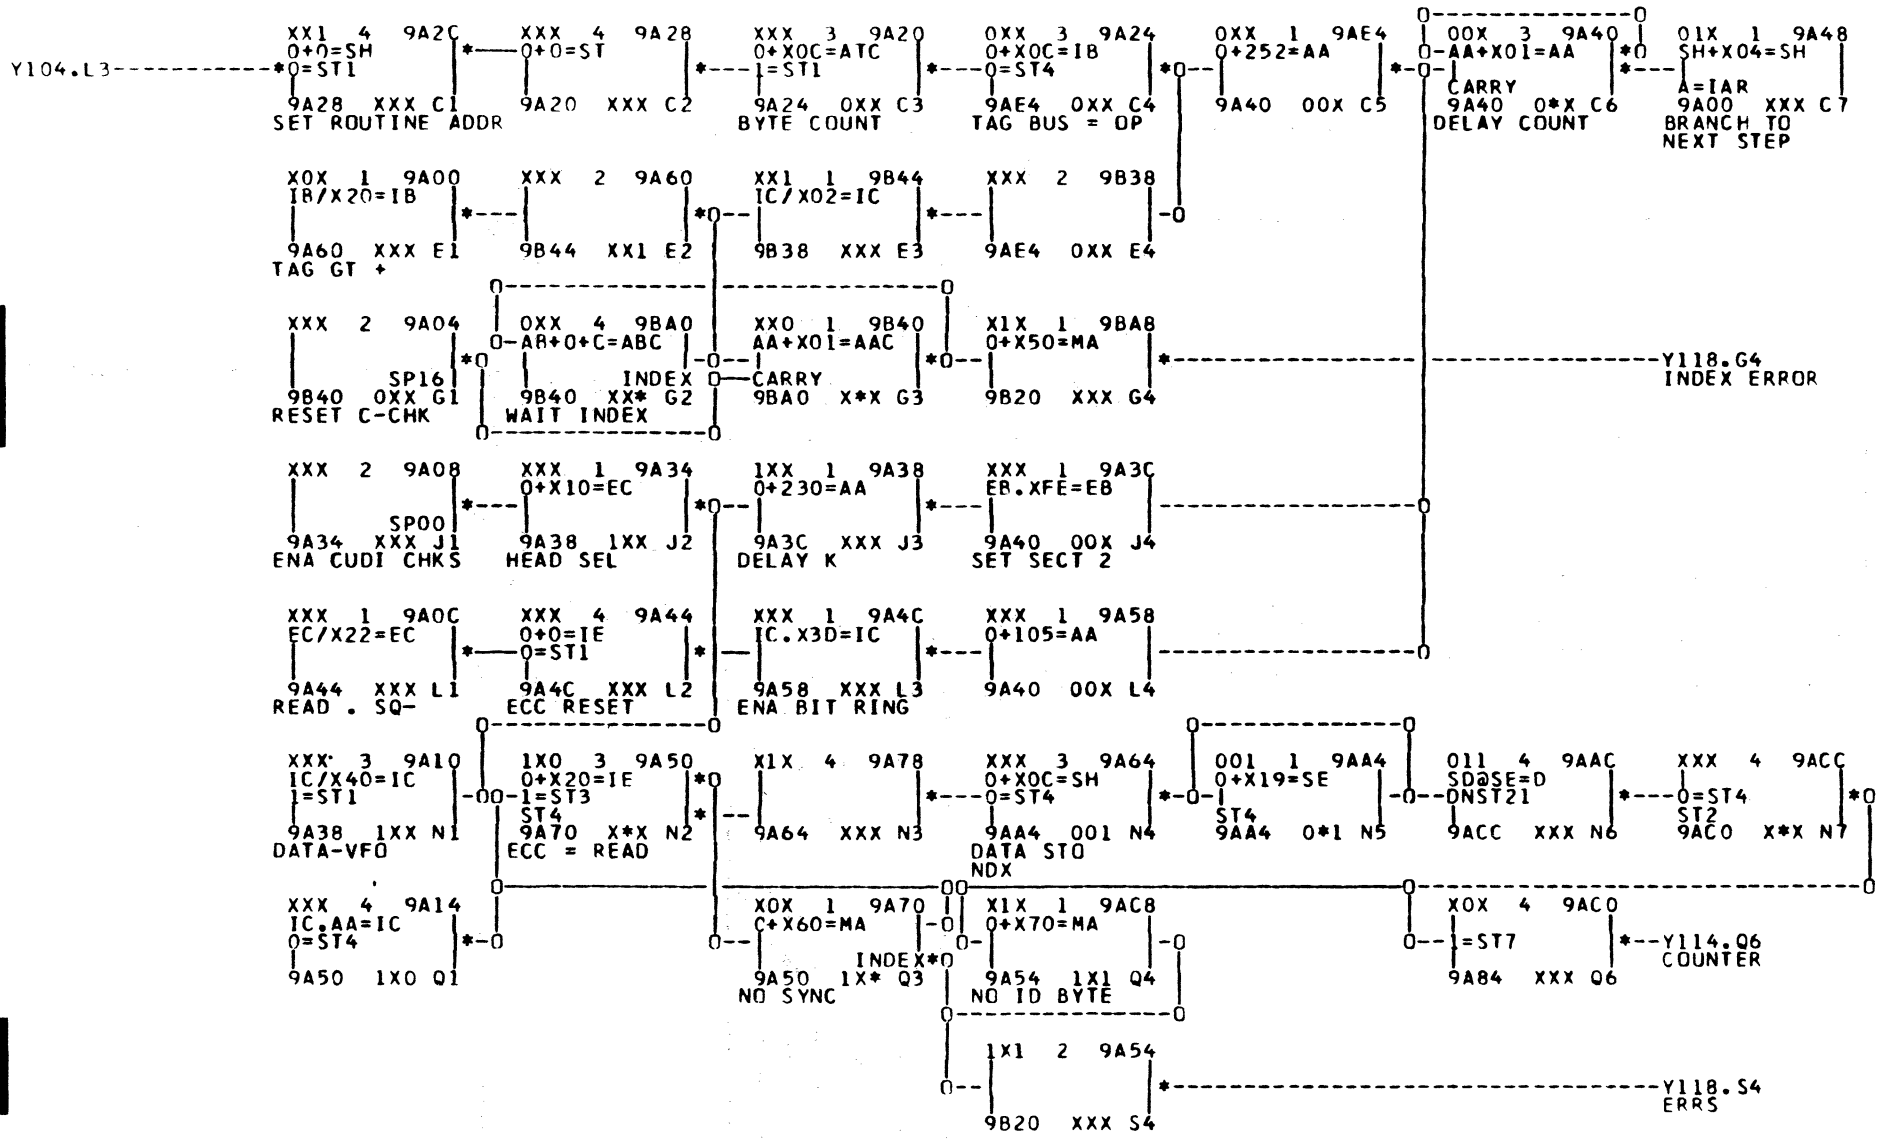 XX1 4 9A2C XXX 4 9A28 XXX 3 9A20 0XX 3 9A24 0XX 1 9AE4 00X 3 9A40 01X 1 9A48
0+0=SH 0+0=ST 0+X0C=ATC 0+X0C=IB 0+252=AA AA+X01=AA SH+X04=SH
Y104.L3 0=ST1 1=ST1 0=ST4
CARRY A=IAR
9A28 XXX C1 9A20 XXX C2 9A24 0XX C3 9AE4 0XX C4 9A40 00X C5 9A40 0*X C6 9A00 XXX C7
SET ROUTINE ADDR BYTE COUNT TAG BUS = OP DELAY COUNT BRANCH TO
NEXT STEP
X0X 1 9A00 XXX 2 9A60 XX1 1 9B44 XXX 2 9B38
IB/X20=IB IC/X02=IC
9A60 XXX E1 9B44 XX1 E2 9B38 XXX E3 9AE4 0XX E4
TAG GT +
XXX 2 9A04 0XX 4 9BA0 XX0 1 9B40 X1X 1 9BA8
AB+0+C=ABC AA+X01=AAC 0+X50=MA
Y118.G4
SP16 INDEX CARRY INDEX ERROR
9B40 0XX G1 9B40 XX* G2 9BA0 X*X G3 9B20 XXX G4
RESET C-CHK WAIT INDEX
XXX 2 9A08 XXX 1 9A34 1XX 1 9A38 XXX 1 9A3C
0+X10=EC 0+230=AA EB.XFE=EB
SP00
9A34 XXX J1 9A38 1XX J2 9A3C XXX J3 9A40 00X J4
ENA CUDI CHKS HEAD SEL DELAY K SET SECT 2
XXX 1 9A0C XXX 4 9A44 XXX 1 9A4C XXX 1 9A58
EC/X22=EC 0+0=IE IC.X3D=IC 0+105=AA
0=ST1
9A44 XXX L1 9A4C XXX L2 9A58 XXX L3 9A40 00X L4
READ . SQ- ECC RESET ENA BIT RING
XXX 3 9A10 1X0 3 9A50 X1X 4 9A78 XXX 3 9A64 001 1 9AA4 011 4 9AAC XXX 4 9ACC
IC/X40=IC 0+X20=IE 0+X0C=SH 0+X19=SE SD@SE=D
1=ST1 1=ST3 0=ST4 DNST21 0=ST4
ST4 ST4 ST2
9A38 1XX N1 9A70 X*X N2 9A64 XXX N3 9AA4 001 N4 9AA4 0*1 N5 9ACC XXX N6 9AC0 X*X N7
DATA-VFO ECC = READ DATA STO
NDX
XXX 4 9A14 X0X 1 9A70 X1X 1 9AC8 X0X 4 9AC0
IC.AA=IC C+X60=MA 0+X70=MA
0=ST4 1=ST7 Y114.Q6
INDEX COUNTER
9A50 1X0 Q1 9A50 1X* Q3 9A54 1X1 Q4 9A84 XXX Q6
NO SYNC NO ID BYTE
1X1 2 9A54
Y118.S4
ERRS
9B20 XXX S4